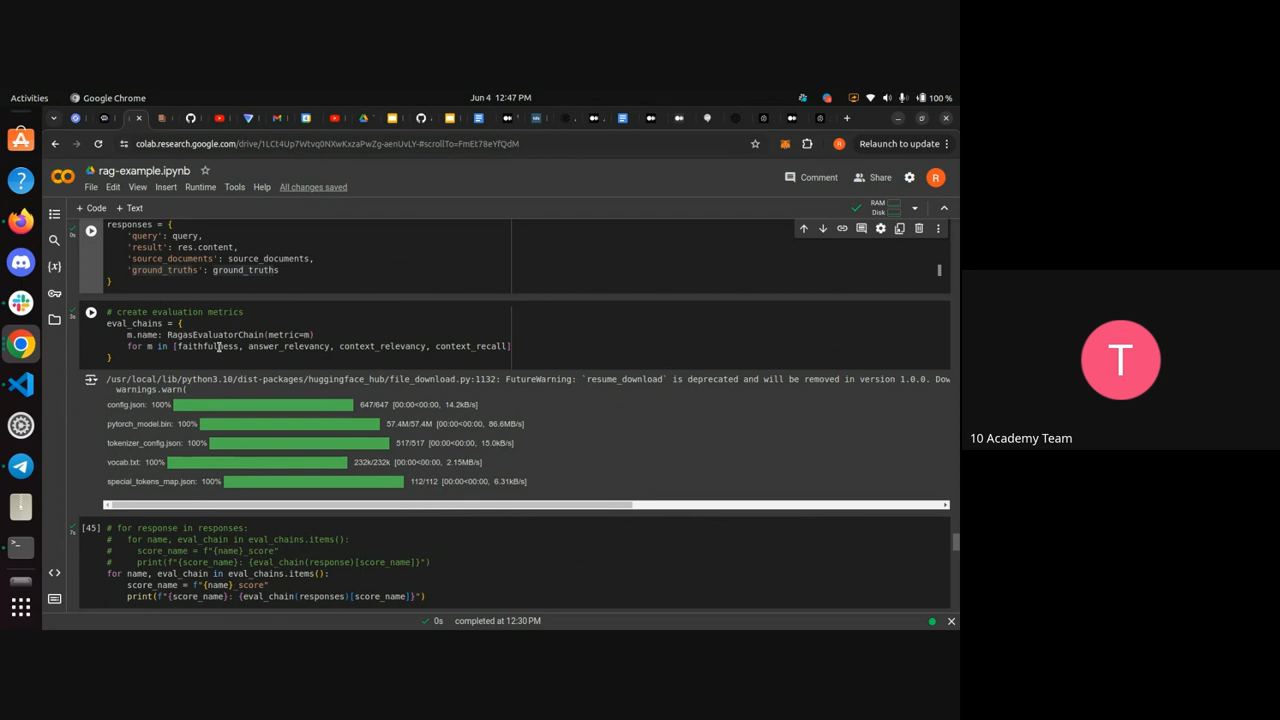 Activities
Google Chrome
Jun 4 12:47 PM
100 %
colab.research.google.com/drive/1LCt4Up7Wtvq0NXwKxzaPwZg-aenUvLY-#scrollTo=FmEt78eYfQdM
Relaunch to update
rag-example.ipynb
File Edit View Insert Runtime Tools Help All changes saved
Comment
Share
R
+ Code + Text
RAM
Disk
responses = {
'query': query,
'result': res.content,
'source_documents': source_documents,
'ground_truths': ground_truths
}
0s
# create evaluation metrics
eval_chains = {
m.name: RagasEvaluatorChain(metric=m)
for m in [faithfulness, answer_relevancy, context_relevancy, context_recall]
}
3s
/usr/local/lib/python3.10/dist-packages/huggingface_hub/file_download.py:1132: FutureWarning: `resume_download` is deprecated and will be removed in version 1.0.0. Dow
warnings.warn(
config.json: 100% 647/647 [00:00<00:00, 14.2kB/s]
pytorch_model.bin: 100% 57.4M/57.4M [00:00<00:00, 86.6MB/s]
tokenizer_config.json: 100% 517/517 [00:00<00:00, 15.0kB/s]
vocab.txt: 100% 232k/232k [00:00<00:00, 2.15MB/s]
special_tokens_map.json: 100% 112/112 [00:00<00:00, 6.31kB/s]
[45]
7s
# for response in responses:
# for name, eval_chain in eval_chains.items():
# score_name = f"{name}_score"
# print(f"{score_name}: {eval_chain(response)[score_name]}")
for name, eval_chain in eval_chains.items():
score_name = f"{name}_score"
print(f"{score_name}: {eval_chain(responses)[score_name]}")
0s completed at 12:30 PM
T
10 Academy Team